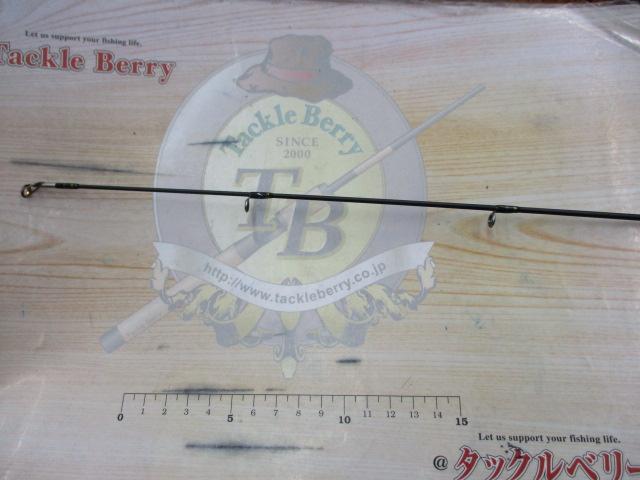 Let us support your fishing life.
Tackle Berry
Tackle Berry
SINCE
2000
TB
http://www.tackleberry.co.jp
0 1 2 3 4 5 6 7 8 9 10 11 12 13 14 15
Let us support your fishing life.
@タックルベリー